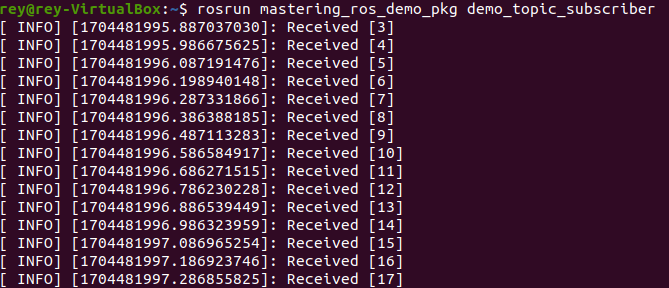 rey@rey-VirtualBox:~$ rosrun mastering_ros_demo_pkg demo_topic_subscriber
[ INFO] [1704481995.887037030]: Received [3]
[ INFO] [1704481995.986675625]: Received [4]
[ INFO] [1704481996.087191476]: Received [5]
[ INFO] [1704481996.198940148]: Received [6]
[ INFO] [1704481996.287331866]: Received [7]
[ INFO] [1704481996.386388185]: Received [8]
[ INFO] [1704481996.487113283]: Received [9]
[ INFO] [1704481996.586584917]: Received [10]
[ INFO] [1704481996.686271515]: Received [11]
[ INFO] [1704481996.786230228]: Received [12]
[ INFO] [1704481996.886539449]: Received [13]
[ INFO] [1704481996.986323959]: Received [14]
[ INFO] [1704481997.086965254]: Received [15]
[ INFO] [1704481997.186923746]: Received [16]
[ INFO] [1704481997.286855825]: Received [17]